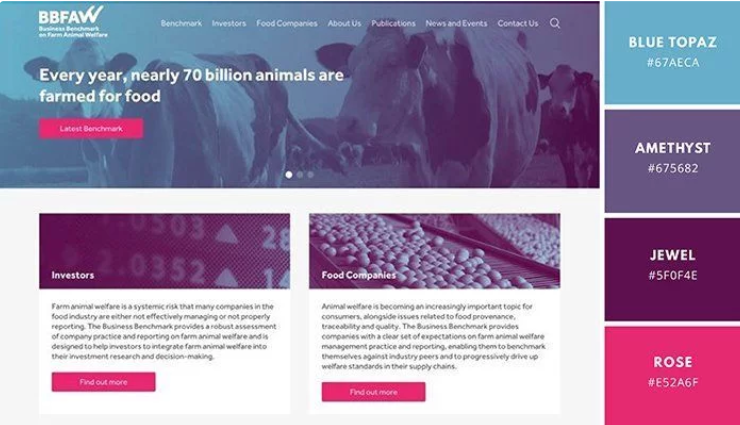 BBFAW
Business Benchmark
on Farm Animal Welfare
Benchmark Investors Food Companies About Us Publications News and Events Contact Us
Every year, nearly 70 billion animals are
farmed for food
Latest Benchmark
0503 ▲ 28
2.0352 ▲ 1
Investors
Farm animal welfare is a systemic risk that many companies in the
food industry are either not effectively managing or not properly
reporting. The Business Benchmark provides a robust assessment
of company practice and reporting on farm animal welfare and is
designed to help investors to integrate farm animal welfare into
their investment research and decision-making.
Find out more
Food Companies
Animal welfare is becoming an increasingly important topic for
consumers, alongside issues related to food provenance,
traceability and quality. The Business Benchmark provides
companies with a clear set of expectations on farm animal welfare
management practice and reporting, enabling them to benchmark
themselves against industry peers and to progressively drive up
welfare standards in their supply chains.
Find out more
BLUE TOPAZ
#67AECA
AMETHYST
#675682
JEWEL
#5F0F4E
ROSE
#E52A6F